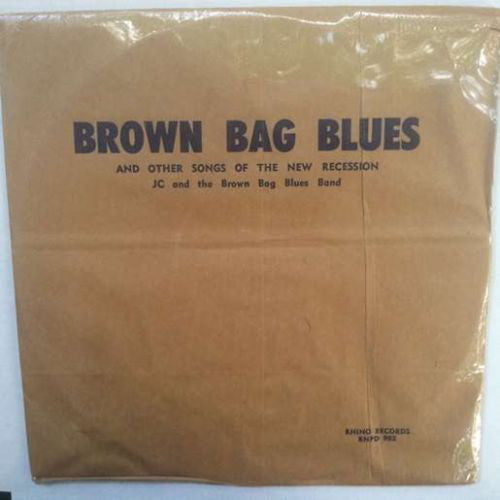 BROWN BAG BLUES
AND OTHER SONGS OF THE NEW RECESSION
JC and the Brown Bag Blues Band
RHINO RECORDS
RNPD 902